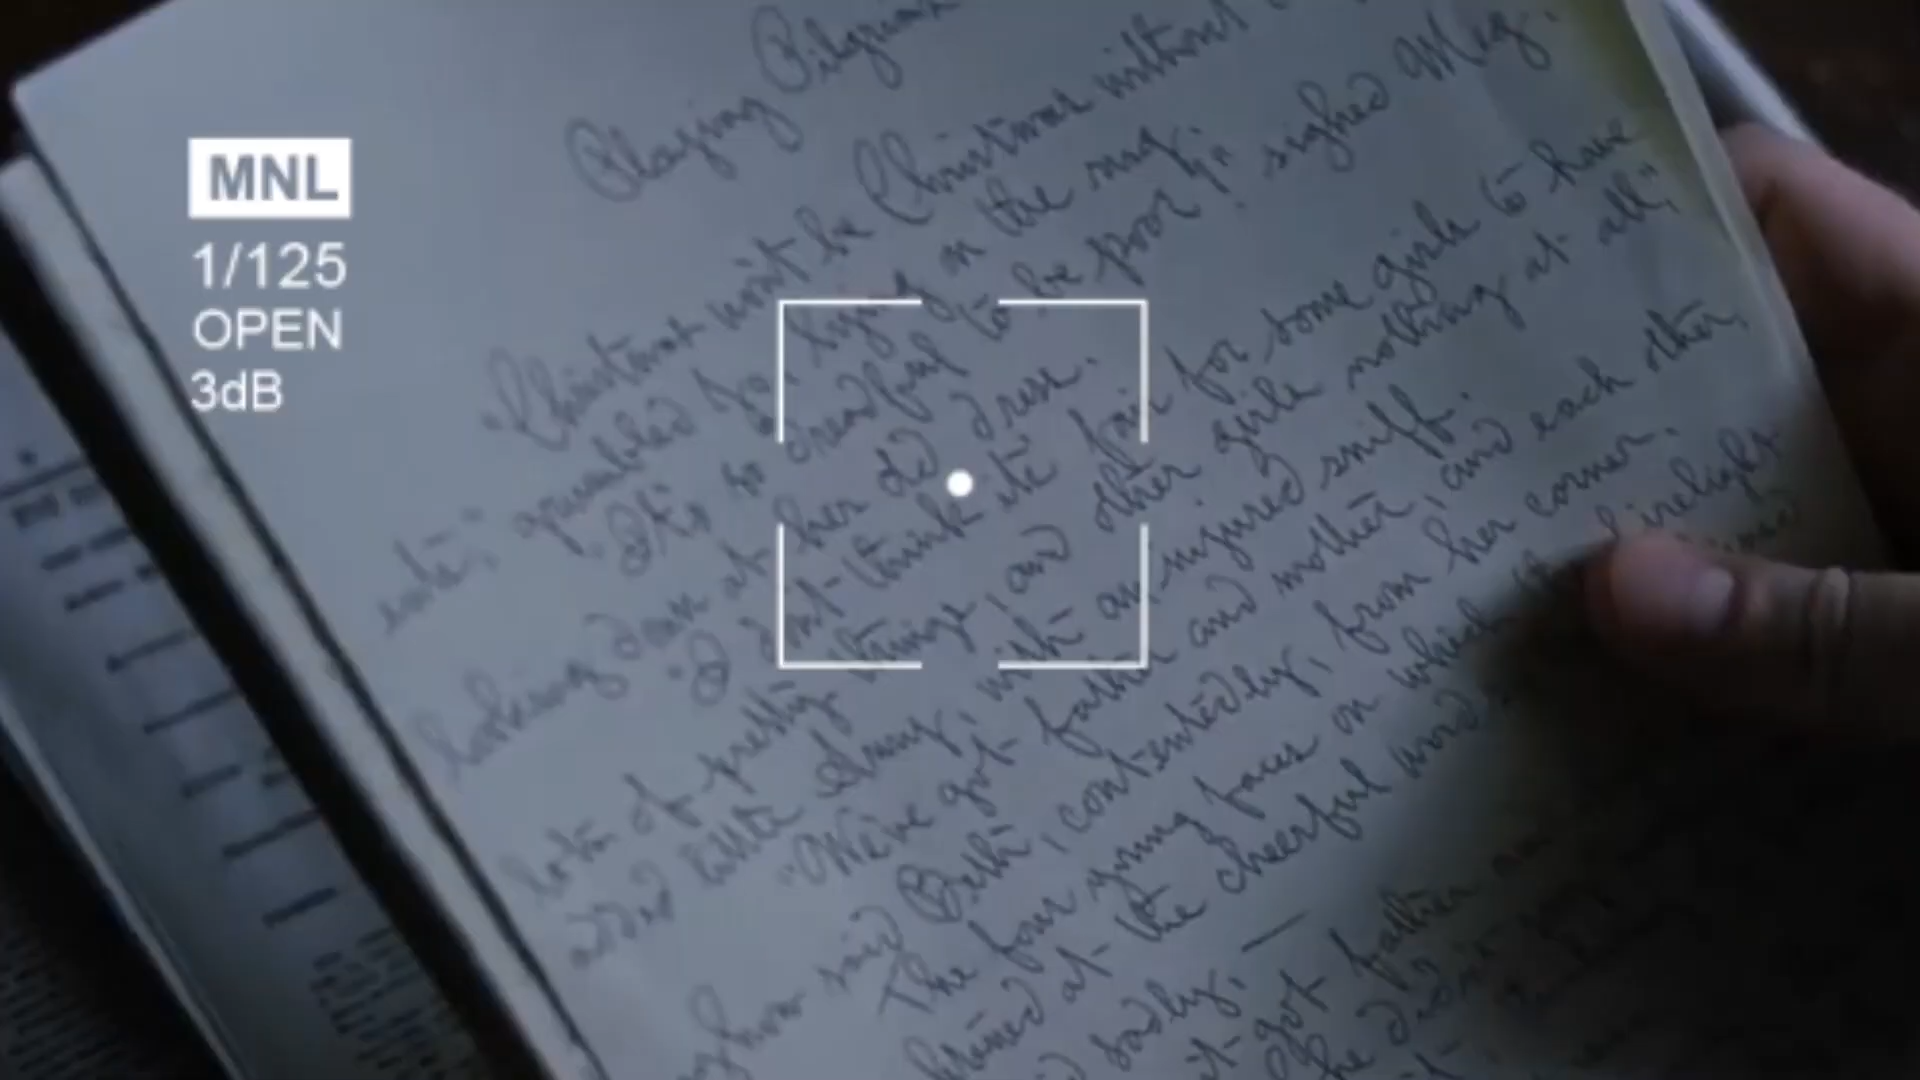 MNL
1/125
OPEN
3dB
Playing Pilgrims
"Christmas won't be Christmas without
grumbled Jo, lying on the rug.
"It's so dreadful to be poor!" sighed Meg.
looking down at her old dress.
"I don't think it's fair for some girls to have
lots of pretty things, and other girls nothing at all,"
added little Amy, with an injured sniff.
"We've got father and mother, and each other,
said Beth, contentedly, from her corner.
The four young faces on which the firelight
at the cheerful
sadly, —
got father